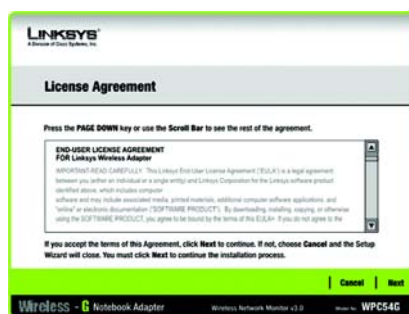 LINKSYS®
A Division of Cisco Systems, Inc.
License Agreement
Press the PAGE DOWN key or use the Scroll Bar to see the rest of the agreement.
END-USER LICENSE AGREEMENT
FOR Linksys Wireless Adapter
IMPORTANT-READ CAREFULLY: This Linksys End-User License Agreement ("EULA") is a legal agreement
between you (either an individual or a single entity) and Linksys Corporation for the Linksys software product
identified above, which includes computer
software and may include associated media, printed materials, additional computer software applications, and
"online" or electronic documentation ("SOFTWARE PRODUCT"). By downloading, installing, copying, or otherwise
using the SOFTWARE PRODUCT, you agree to be bound by the terms of this EULA+ If you do not agree to the
If you accept the terms of this Agreement, click Next to continue. If not, choose Cancel and the Setup
Wizard will close. You must click Next to continue the installation process.
Cancel | Next
Wireless - G Notebook Adapter Wireless Network Monitor v3.0 Model No. WPC54G